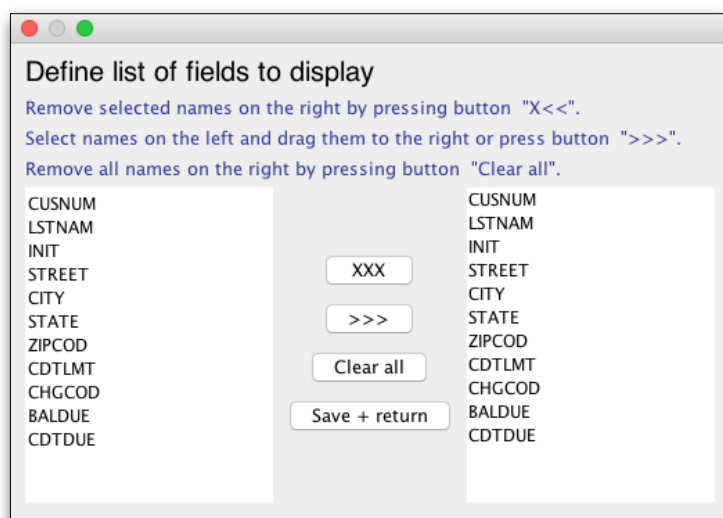 Define list of fields to display
Remove selected names on the right by pressing button "X<<".
Select names on the left and drag them to the right or press button ">>>".
Remove all names on the right by pressing button "Clear all".
CUSNUM
LSTNAM
INIT
STREET
CITY
STATE
ZIPCOD
CDTLMT
CHGCOD
BALDUE
CDTDUE
XXX
>>>
Clear all
Save + return
CUSNUM
LSTNAM
INIT
STREET
CITY
STATE
ZIPCOD
CDTLMT
CHGCOD
BALDUE
CDTDUE